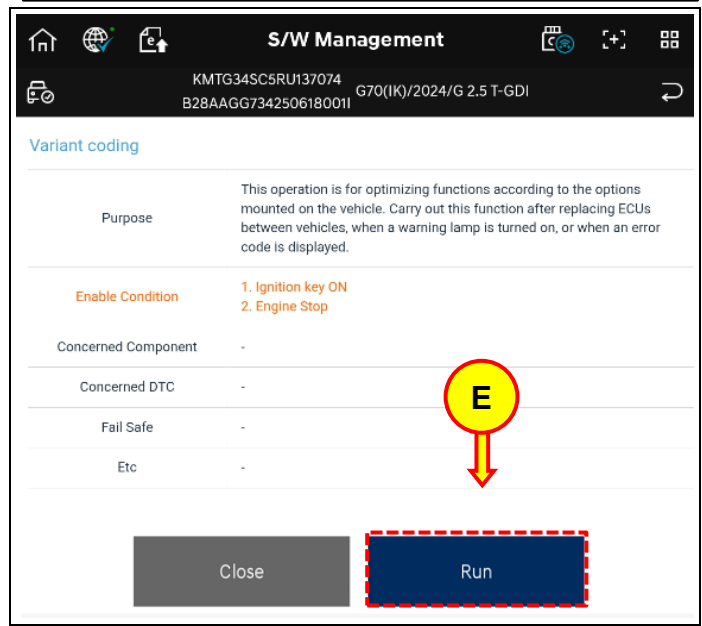 S/W Management
KMTG34SC5RU137074
B28AAGG734250618001I
G70(IK)/2024/G 2.5 T-GDI
Variant coding
Purpose
This operation is for optimizing functions according to the options
mounted on the vehicle. Carry out this function after replacing ECUs
between vehicles, when a warning lamp is turned on, or when an error
code is displayed.
Enable Condition
1. Ignition key ON
2. Engine Stop
Concerned Component
-
Concerned DTC
-
Fail Safe
-
Etc
-
E
Close
Run